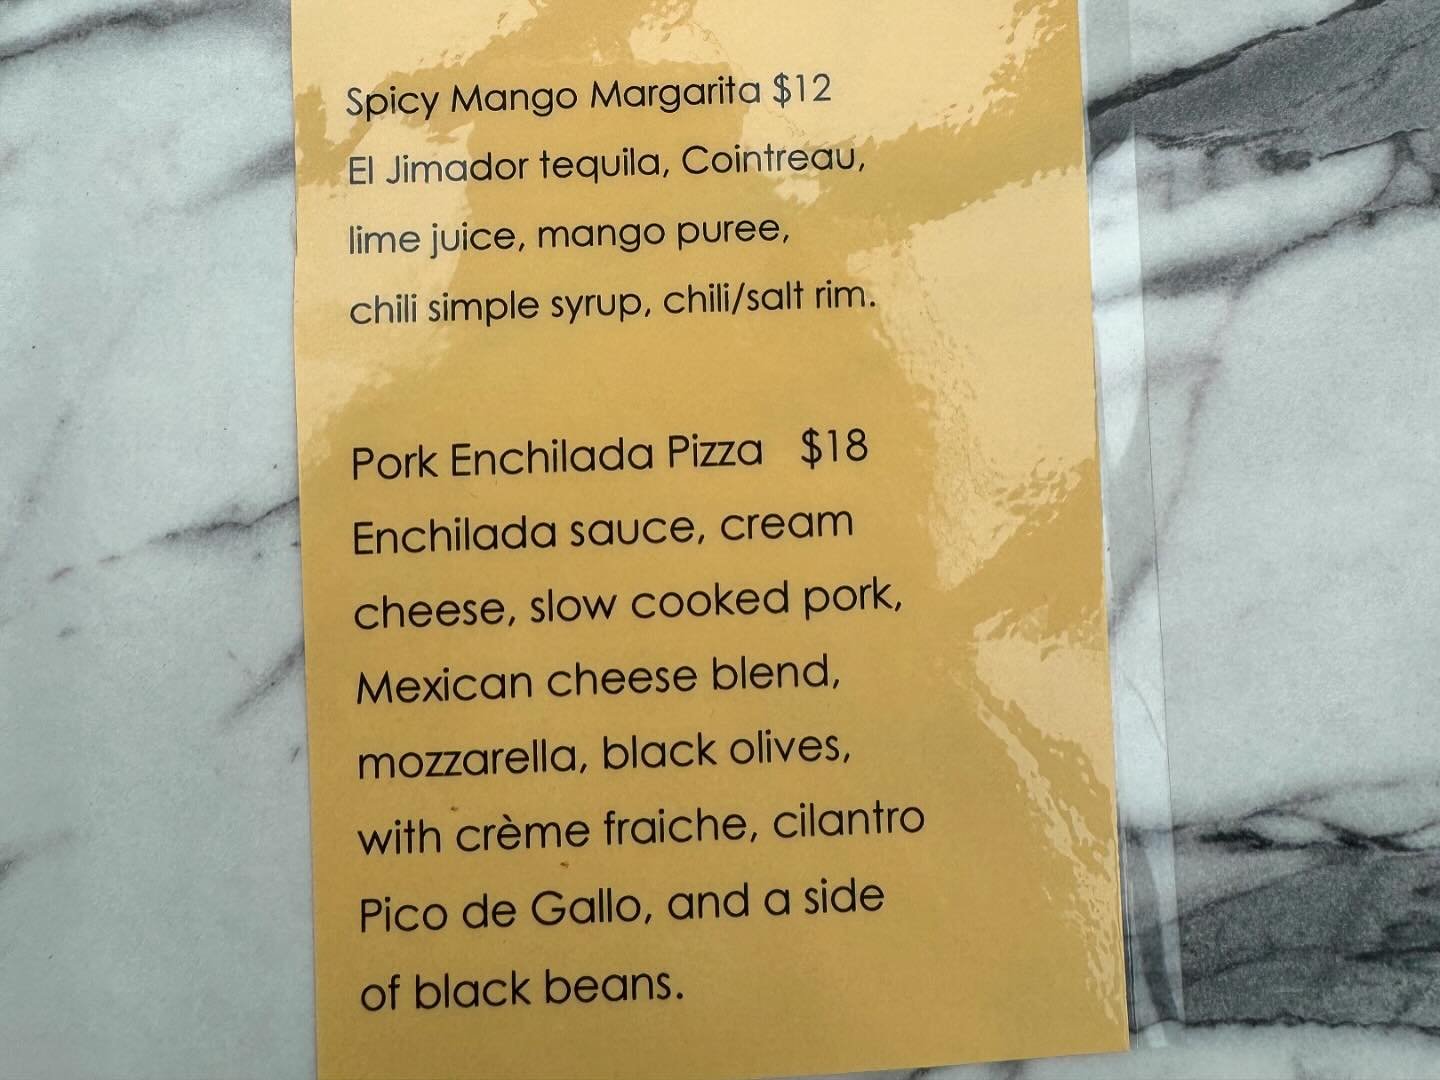 Spicy Mango Margarita $12
El Jimador tequila, Cointreau,
lime juice, mango puree,
chili simple syrup, chili/salt rim.
Pork Enchilada Pizza $18
Enchilada sauce, cream
cheese, slow cooked pork,
Mexican cheese blend,
mozzarella, black olives,
with crème fraiche, cilantro
Pico de Gallo, and a side
of black beans.